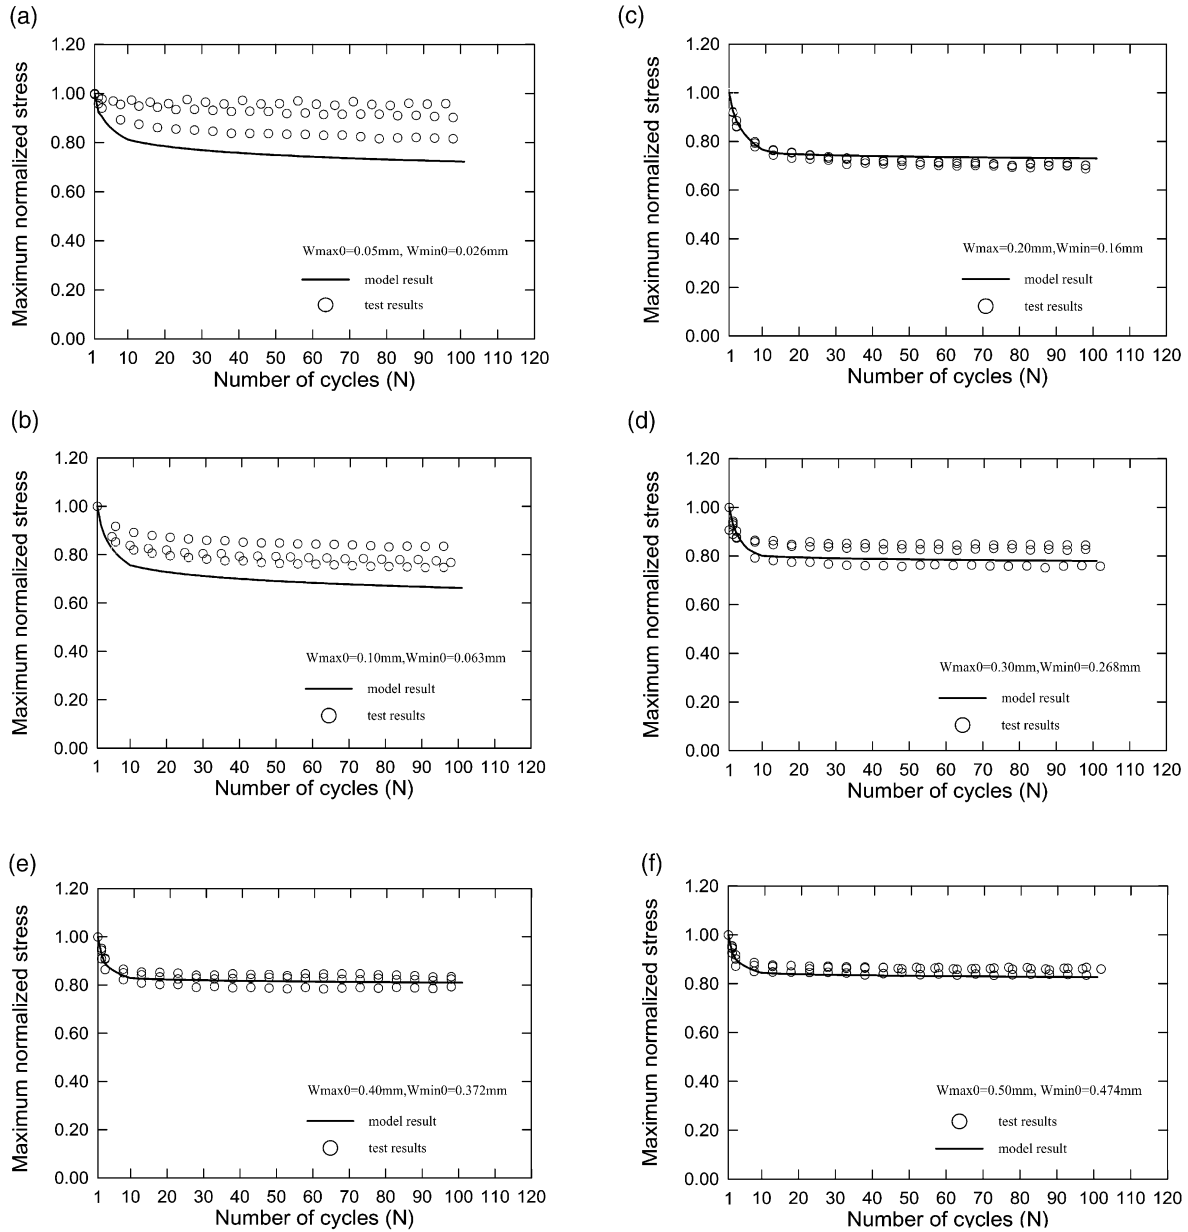 (a)
1.20
1.00
0.80
0.60
0.40
0.20
0.00
Maximum normalized stress
Wmax0=0.05mm, Wmin0=0.026mm
model result
test results
1 10 20 30 40 50 60 70 80 90 100 110 120
Number of cycles (N)
(c)
1.20
1.00
0.80
0.60
0.40
0.20
0.00
Maximum normalized stress
Wmax=0.20mm,Wmin=0.16mm
model result
test results
1 10 20 30 40 50 60 70 80 90 100 110 120
Number of cycles (N)
(b)
1.20
1.00
0.80
0.60
0.40
0.20
0.00
Maximum normalized stress
Wmax0=0.10mm,Wmin0=0.063mm
model result
test results
1 10 20 30 40 50 60 70 80 90 100 110 120
Number of cycles (N)
(d)
1.20
1.00
0.80
0.60
0.40
0.20
0.00
Maximum normalized stress
Wmax0=0.30mm,Wmin0=0.268mm
model result
test results
1 10 20 30 40 50 60 70 80 90 100 110 120
Number of cycles (N)
(e)
1.20
1.00
0.80
0.60
0.40
0.20
0.00
Maximum normalized stress
Wmax0=0.40mm,Wmin0=0.372mm
model result
test results
1 10 20 30 40 50 60 70 80 90 100 110 120
Number of cycles (N)
(f)
1.20
1.00
0.80
0.60
0.40
0.20
0.00
Maximum normalized stress
Wmax0=0.50mm, Wmin0=0.474mm
test results
model result
1 10 20 30 40 50 60 70 80 90 100 110 120
Number of cycles (N)